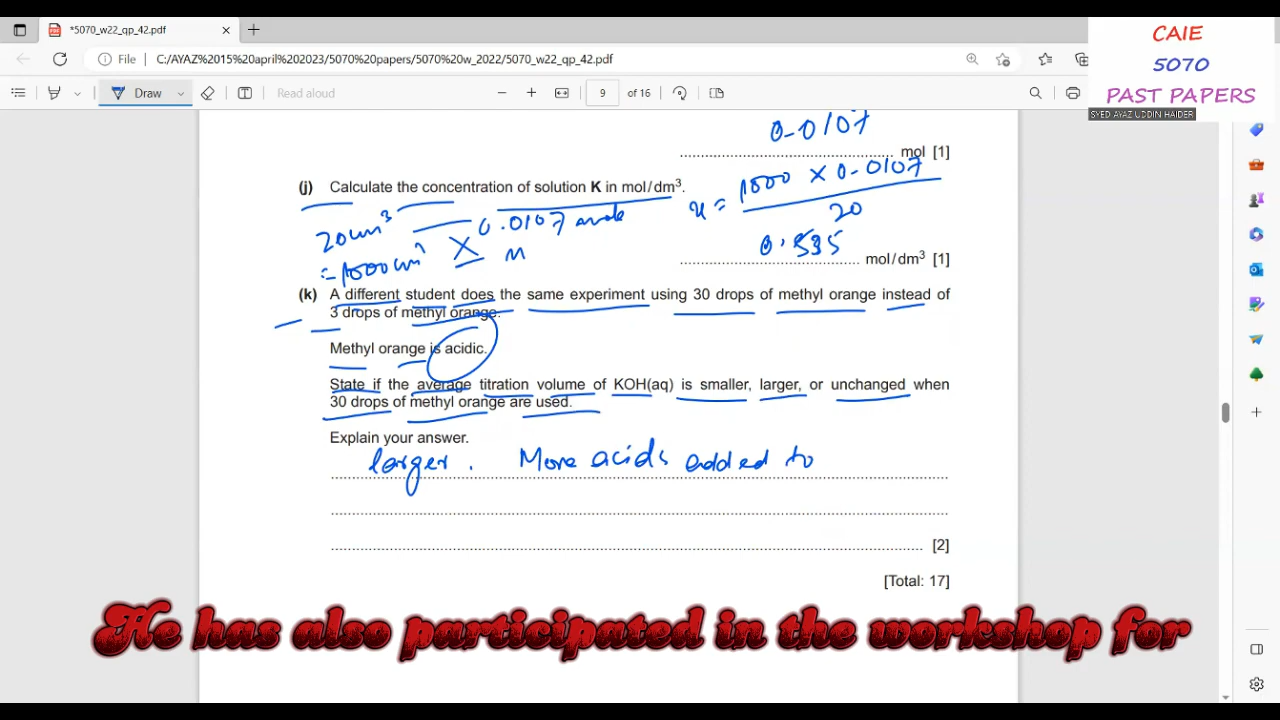 *5070_w22_qp_42.pdf
CAIE
5070
PAST PAPERS
SYED AYAZ UDDIN HAIDER
File C:/AYAZ%2015%20april%202023/5070%20papers/5070%20w_2022/5070_w22_qp_42.pdf
Draw Read aloud 9 of 16
0.0107
mol [1]
(j) Calculate the concentration of solution K in mol/dm³.
x = 1000 × 0.0107
20
20cm³ 0.0107 mole
= 1000cm³ x
0.535
mol/dm³ [1]
(k) A different student does the same experiment using 30 drops of methyl orange instead of
3 drops of methyl orange.
Methyl orange is acidic.
State if the average titration volume of KOH(aq) is smaller, larger, or unchanged when
30 drops of methyl orange are used.
Explain your answer.
larger. More acids added to
[2]
[Total: 17]
He has also participated in the workshop for